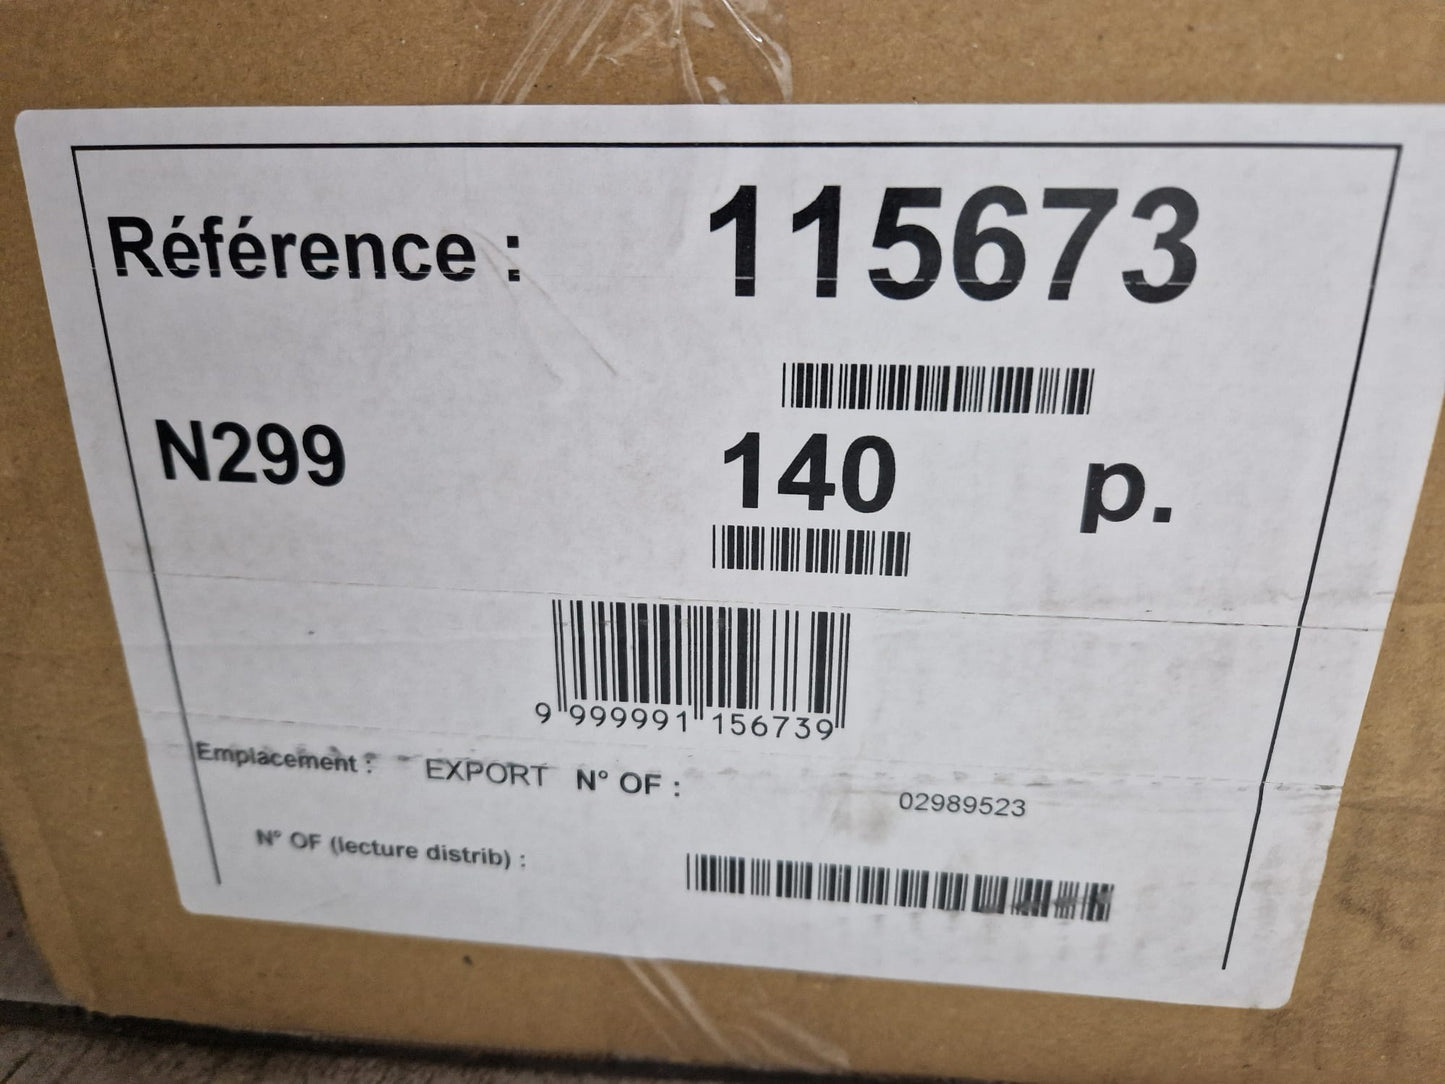 Référence : 115673
N299 140 p.
9 999991 156739
Emplacement : EXPORT N° OF : 02989523
N° OF (lecture distrib) :